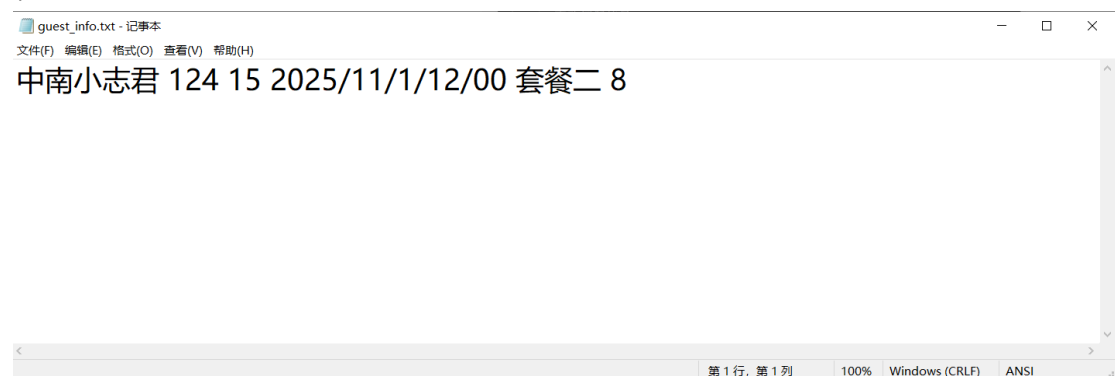 guest_info.txt - 记事本
文件(F) 编辑(E) 格式(O) 查看(V) 帮助(H)
中南小志君 124 15 2025/11/1/12/00 套餐二 8
第 1 行，第 1 列 100% Windows (CRLF) ANSI